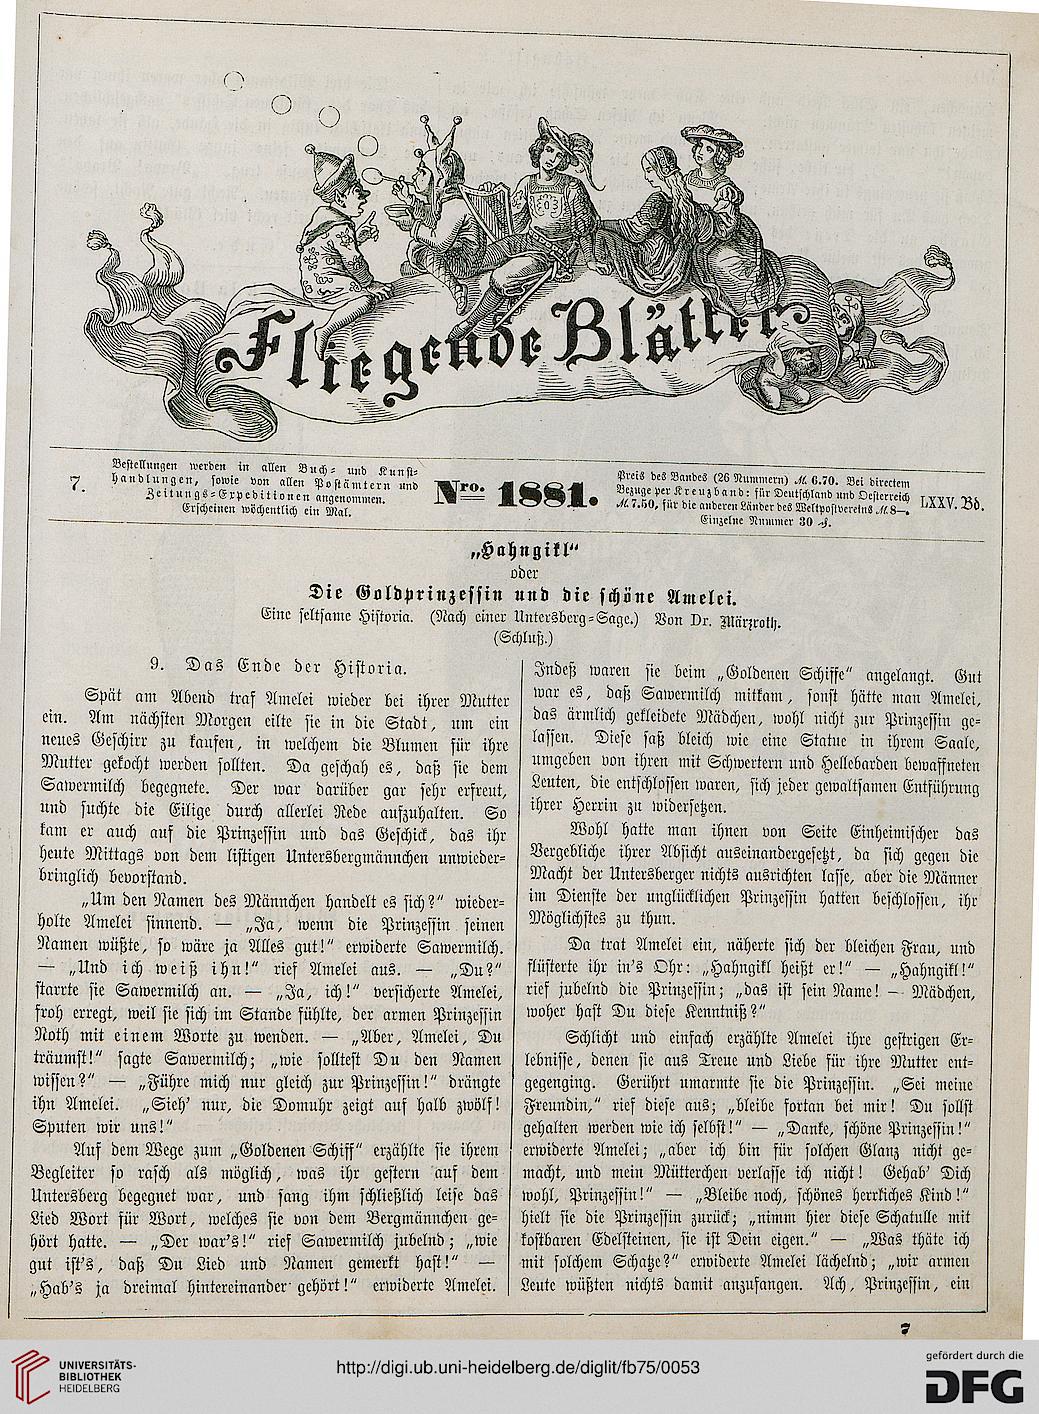 Fliegende Blätter
7.
Bestellungen werden in allen Buch- und Kunst-
handlungen, sowie von allen Postämtern und
Zeitungs-Expeditionen angenommen.
Erscheinen wöchentlich ein Mal.
Nro. 1881.
Preis des Bandes (26 Nummern) ℳ 6.70. Bei directem
Bezuge per Kreuzband: für Deutschland und Oesterreich
ℳ 7.50, für die anderen Länder des Weltpostvereins ℳ 8—.
Einzelne Nummer 30 ₰.
LXXV. Bd.
„Hahngikl“
oder
Die Goldprinzessin und die schöne Amelei.
Eine seltsame Historia. (Nach einer Untersberg-Sage.) Von Dr. Märzroth.
(Schluß.)
9. Das Ende der Historia.
Spät am Abend traf Amelei wieder bei ihrer Mutter
ein. Am nächsten Morgen eilte sie in die Stadt, um ein
neues Geschirr zu kaufen, in welchem die Blumen für ihre
Mutter gekocht werden sollten. Da geschah es, daß sie dem
Sawermilch begegnete. Der war darüber gar sehr erfreut,
und suchte die Eilige durch allerlei Rede aufzuhalten. So
kam er auch auf die Prinzessin und das Geschick, das ihr
heute Mittags von dem listigen Untersbergmännchen unwieder-
bringlich bevorstand.
„Um den Namen des Männchen handelt es sich?“ wieder-
holte Amelei sinnend. — „Ja, wenn die Prinzessin seinen
Namen wüßte, so wäre ja Alles gut!“ erwiderte Sawermilch.
— „Und ich weiß ihn!“ rief Amelei aus. — „Du?“
starrte sie Sawermilch an. — „Ja, ich!“ versicherte Amelei,
froh erregt, weil sie sich im Stande fühlte, der armen Prinzessin
Noth mit einem Worte zu wenden. — „Aber, Amelei, Du
träumst!“ sagte Sawermilch; „wie solltest Du den Namen
wissen?“ — „Führe mich nur gleich zur Prinzessin!“ drängte
ihn Amelei. „Sieh' nur, die Domuhr zeigt auf halb zwölf!
Sputen wir uns!“
Auf dem Wege zum „Goldenen Schiff“ erzählte sie ihrem
Begleiter so rasch als möglich, was ihr gestern auf dem
Untersberg begegnet war, und sang ihm schließlich leise das
Lied Wort für Wort, welches sie von dem Bergmännchen ge-
hört hatte. — „Der war's!“ rief Sawermilch jubelnd; „wie
gut ist's, daß Du Lied und Namen gemerkt hast!“ —
„Hab's ja dreimal hintereinander gehört!“ erwiderte Amelei.
Indeß waren sie beim „Goldenen Schiffe“ angelangt. Gut
war es, daß Sawermilch mitkam, sonst hätte man Amelei,
das ärmlich gekleidete Mädchen, wohl nicht zur Prinzessin ge-
lassen. Diese saß bleich wie eine Statue in ihrem Saale,
umgeben von ihren mit Schwertern und Hellebarden bewaffneten
Leuten, die entschlossen waren, sich jeder gewaltsamen Entführung
ihrer Herrin zu widersetzen.
Wohl hatte man ihnen von Seite Einheimischer das
Vergebliche ihrer Absicht auseinandergesetzt, da sich gegen die
Macht der Untersberger nichts ausrichten lasse, aber die Männer
im Dienste der unglücklichen Prinzessin hatten beschlossen, ihr
Möglichstes zu thun.
Da trat Amelei ein, näherte sich der bleichen Frau, und
flüsterte ihr in's Ohr: „Hahngikl heißt er!“ — „Hahngikl!“
rief jubelnd die Prinzessin; „das ist sein Name! — Mädchen,
woher hast Du diese Kenntniß?“
Schlicht und einfach erzählte Amelei ihre gestrigen Er-
lebnisse, denen sie aus Treue und Liebe für ihre Mutter ent-
gegenging. Gerührt umarmte sie die Prinzessin. „Sei meine
Freundin,“ rief diese aus; „bleibe fortan bei mir! Du sollst
gehalten werden wie ich selbst!“ — „Danke, schöne Prinzessin!“
erwiderte Amelei; „aber ich bin für solchen Glanz nicht ge-
macht, und mein Mütterchen verlasse ich nicht! Gehab' Dich
wohl, Prinzessin!“ — „Bleibe noch, schönes herrliches Kind!“
hielt sie die Prinzessin zurück; „nimm hier diese Schatulle mit
kostbaren Edelsteinen, sie ist Dein eigen.“ — „Was thäte ich
mit solchem Schatze?“ erwiderte Amelei lächelnd; „wir armen
Leute wüßten nichts damit anzufangen. Ach, Prinzessin, ein
7
UNIVERSITÄTS-
BIBLIOTHEK
HEIDELBERG
http://digi.ub.uni-heidelberg.de/diglit/fb75/0053
gefördert durch die
DFG